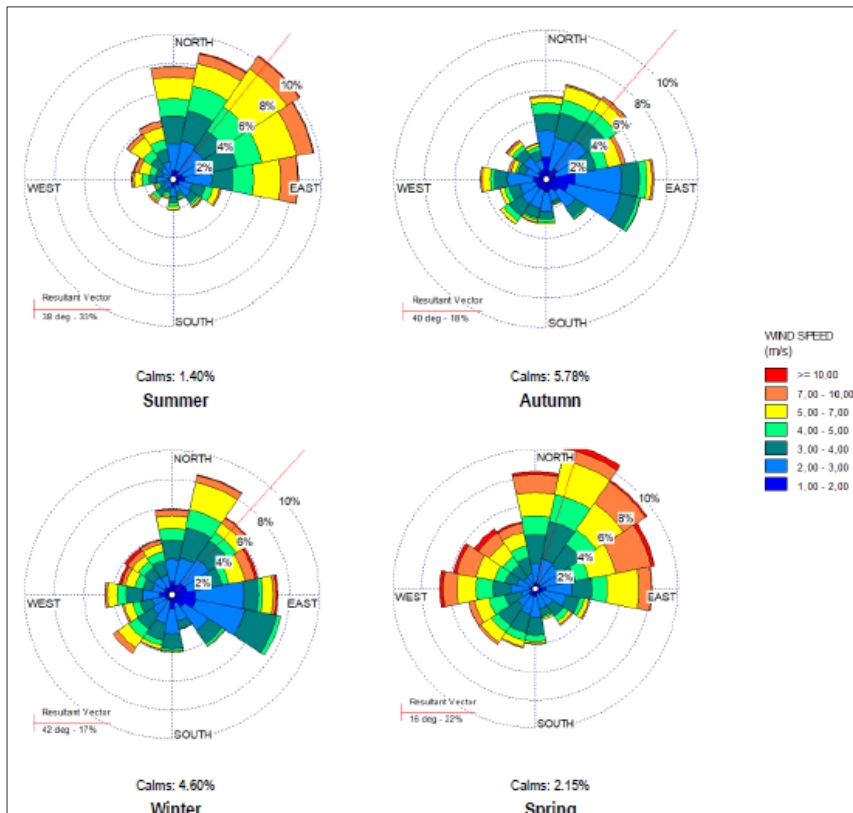 NORTH
10%
8%
6%
4%
2%
WEST
EAST
SOUTH
Resultant Vector
38 deg - 33%
Calms: 1.40%
Summer
NORTH
10%
8%
6%
4%
2%
WEST
EAST
SOUTH
Resultant Vector
40 deg - 18%
Calms: 5.78%
Autumn
WIND SPEED
(m/s)
>= 10,00
7,00 - 10,00
5,00 - 7,00
4,00 - 5,00
3,00 - 4,00
2,00 - 3,00
1,00 - 2,00
NORTH
10%
8%
6%
4%
2%
WEST
EAST
SOUTH
Resultant Vector
42 deg - 17%
Calms: 4.60%
Winter
NORTH
10%
8%
6%
4%
2%
WEST
EAST
SOUTH
Resultant Vector
16 deg - 22%
Calms: 2.15%
Spring